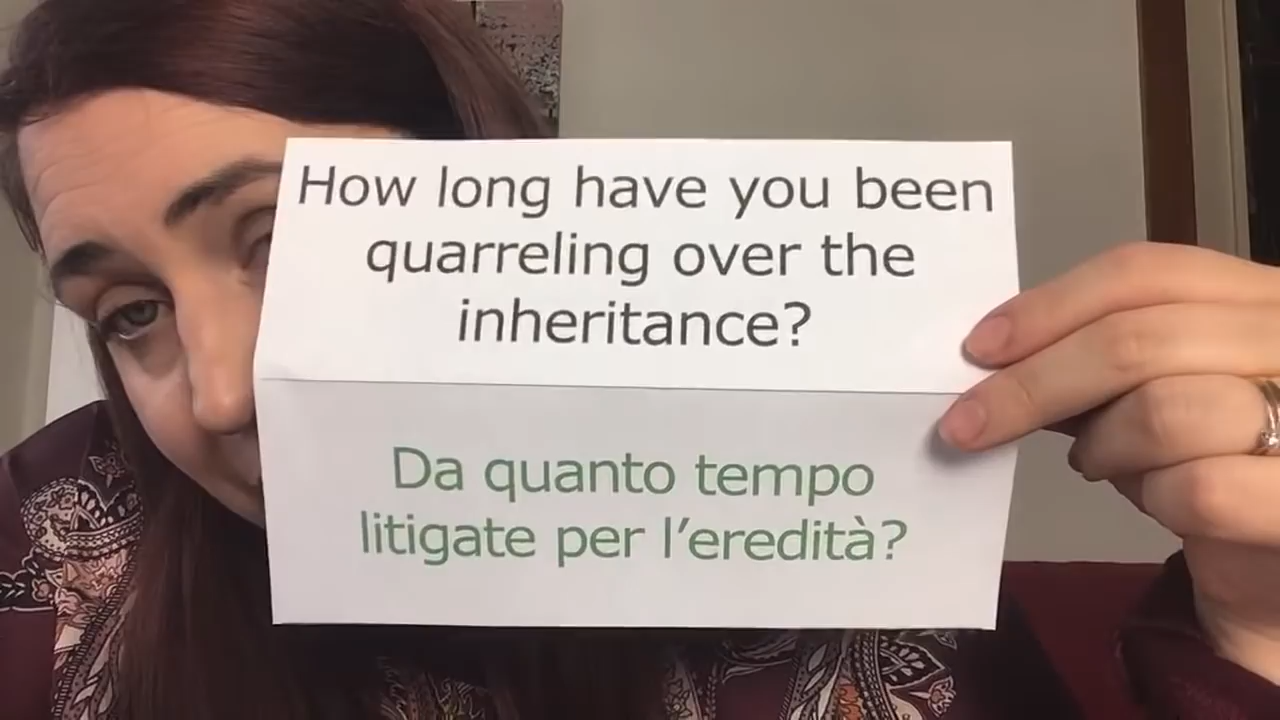 How long have you been
quarreling over the
inheritance?
Da quanto tempo
litigate per l'eredità?